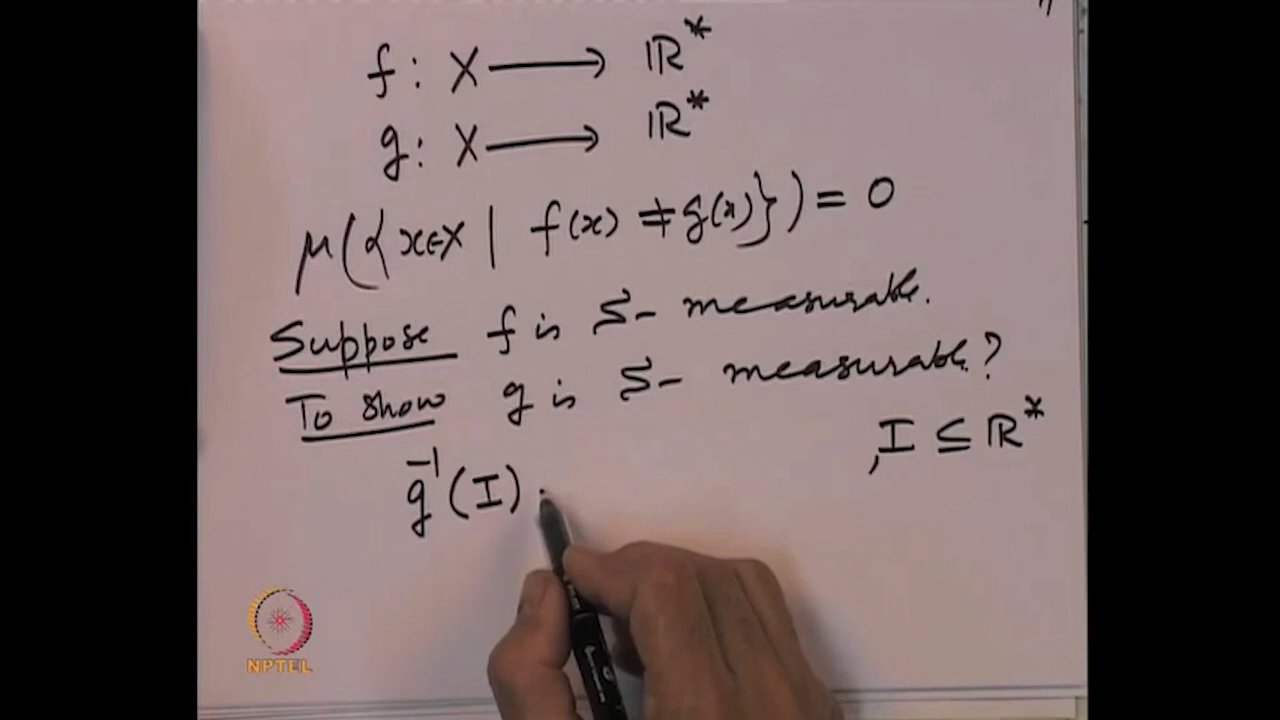 f: X ⟶ ℝ*
g: X ⟶ ℝ*
μ({x∈X | f(x) ≠ g(x)}) = 0
Suppose f is S- measurable.
To show g is S- measurable?
g⁻¹(I) , I ⊆ ℝ*
NPTEL